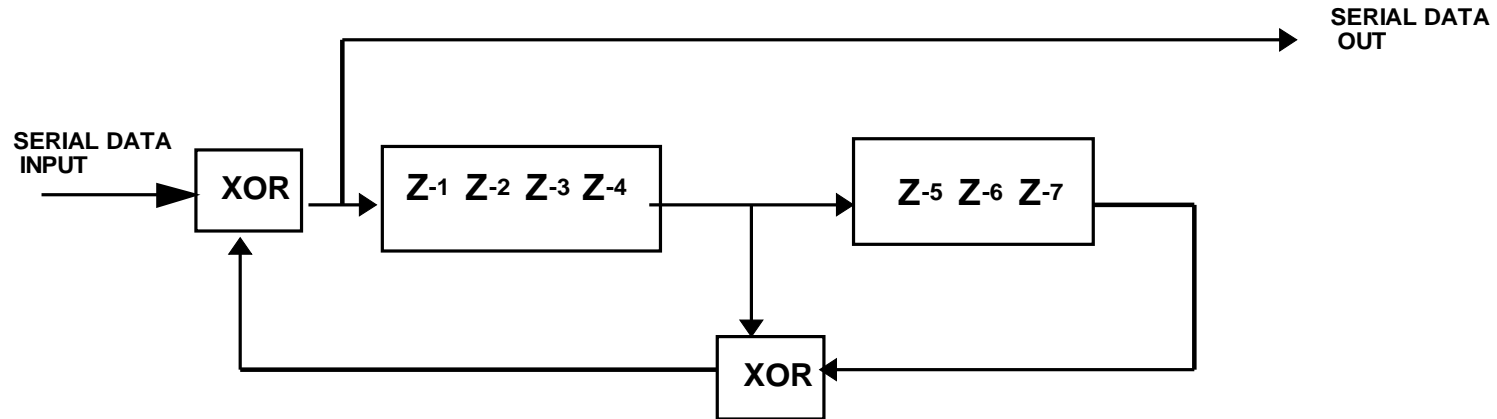 SERIAL DATA
OUT
SERIAL DATA
INPUT
XOR
Z-1 Z-2 Z-3 Z-4
Z-5 Z-6 Z-7
XOR